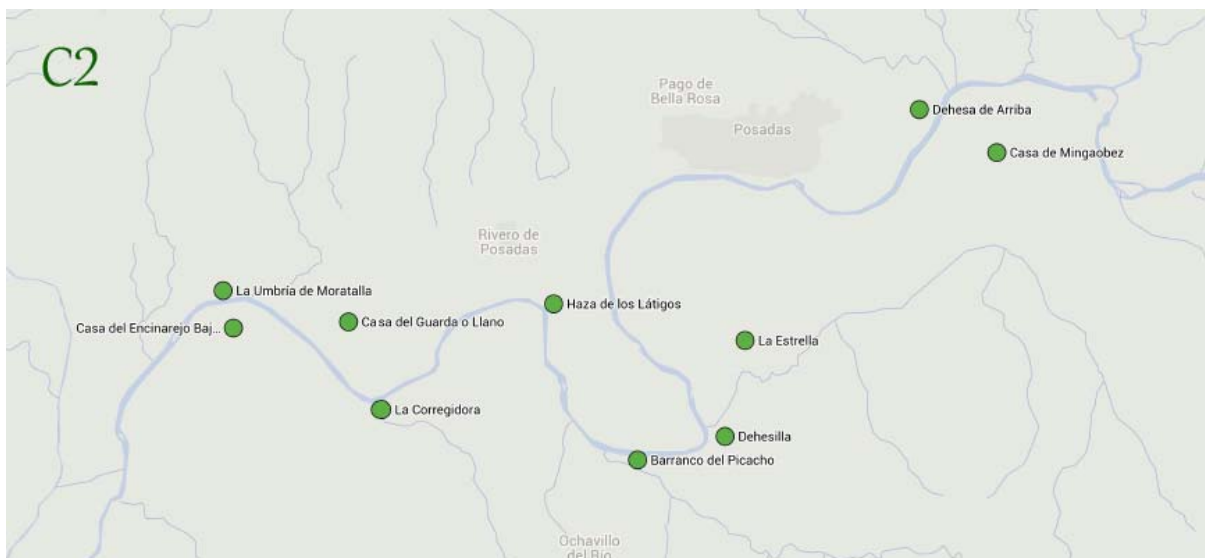 C2
Pago de
Bella Rosa
Posadas
Dehesa de Arriba
Casa de Mingaobez
Rivero de
Posadas
La Umbría de Moratalla
Haza de los Látigos
Casa del Encinarejo Baj...
Casa del Guarda o Llano
La Estrella
La Corregidora
Dehesilla
Barranco del Picacho
Ochavillo
del Río